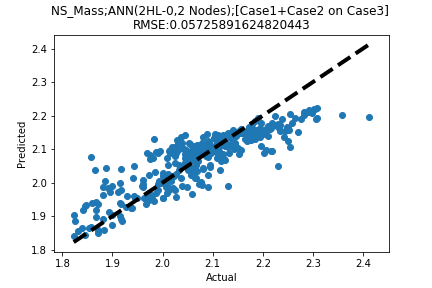 NS_Mass;ANN(2HL-0,2 Nodes);[Case1+Case2 on Case3]
RMSE:0.05725891624820443
2.4
2.3
2.2
2.1
2.0
1.9
1.8
Predicted
1.8 1.9 2.0 2.1 2.2 2.3 2.4
Actual